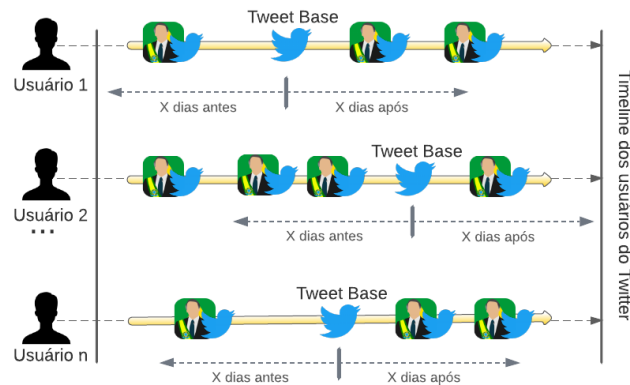 Tweet Base
Usuário 1
X dias antes
X dias após
Tweet Base
Usuário 2
...
X dias antes
X dias após
Tweet Base
Usuário n
X dias antes
X dias após
Timeline dos usuários do Twitter